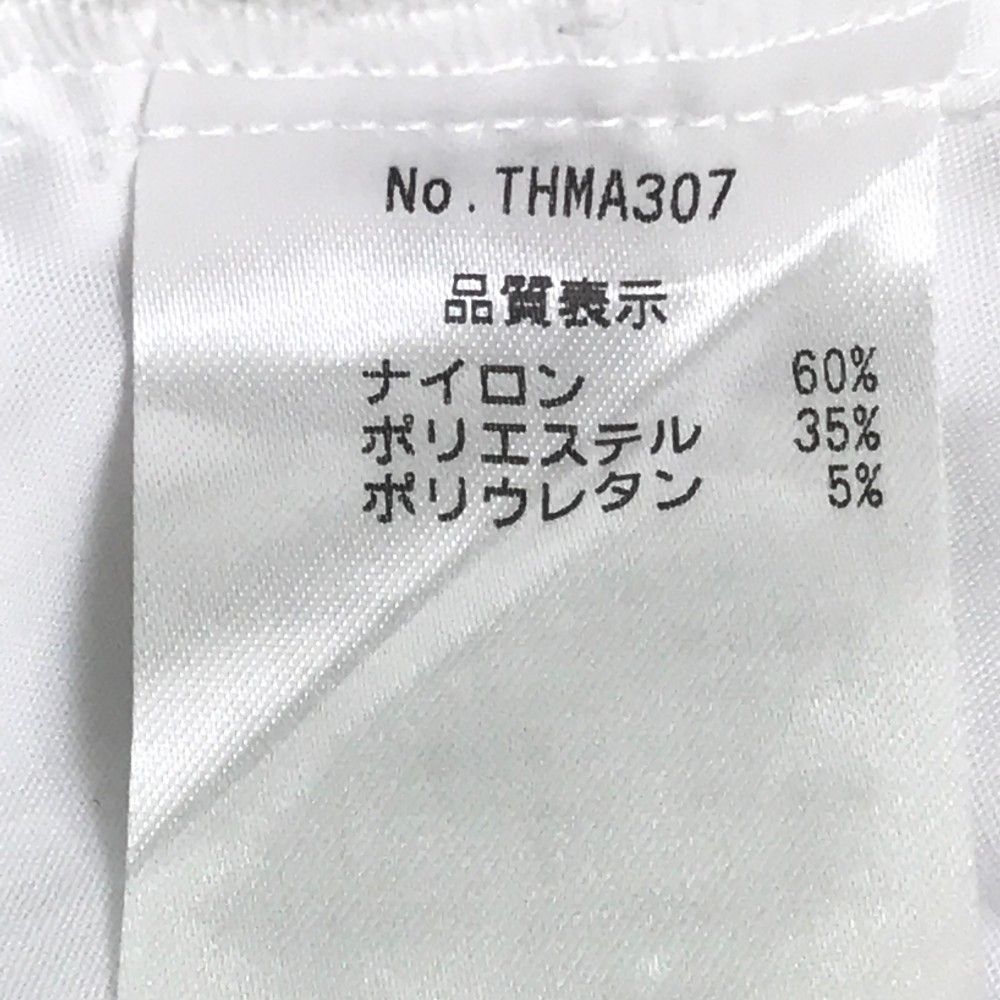 No.THMA307
品質表示
ナイロン 60%
ポリエステル 35%
ポリウレタン 5%